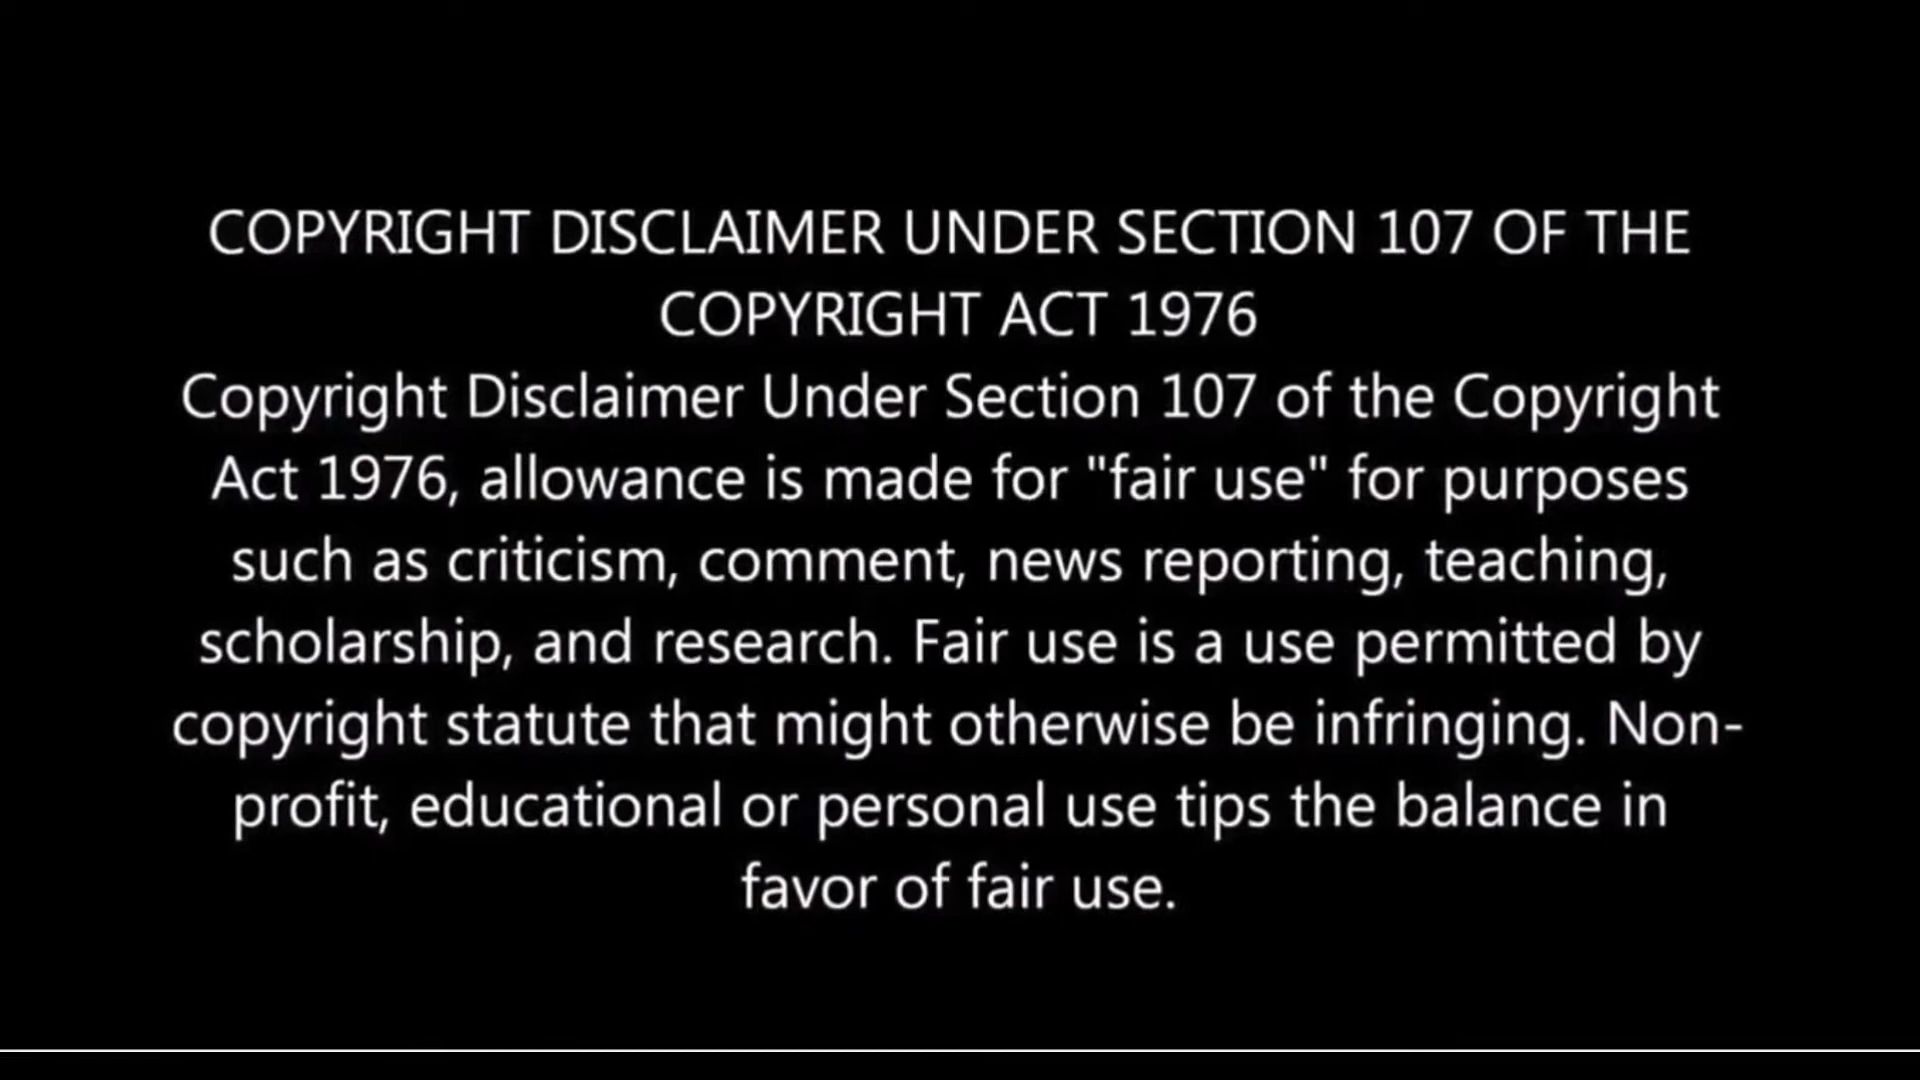 COPYRIGHT DISCLAIMER UNDER SECTION 107 OF THE
COPYRIGHT ACT 1976
Copyright Disclaimer Under Section 107 of the Copyright
Act 1976, allowance is made for "fair use" for purposes
such as criticism, comment, news reporting, teaching,
scholarship, and research. Fair use is a use permitted by
copyright statute that might otherwise be infringing. Non-
profit, educational or personal use tips the balance in
favor of fair use.